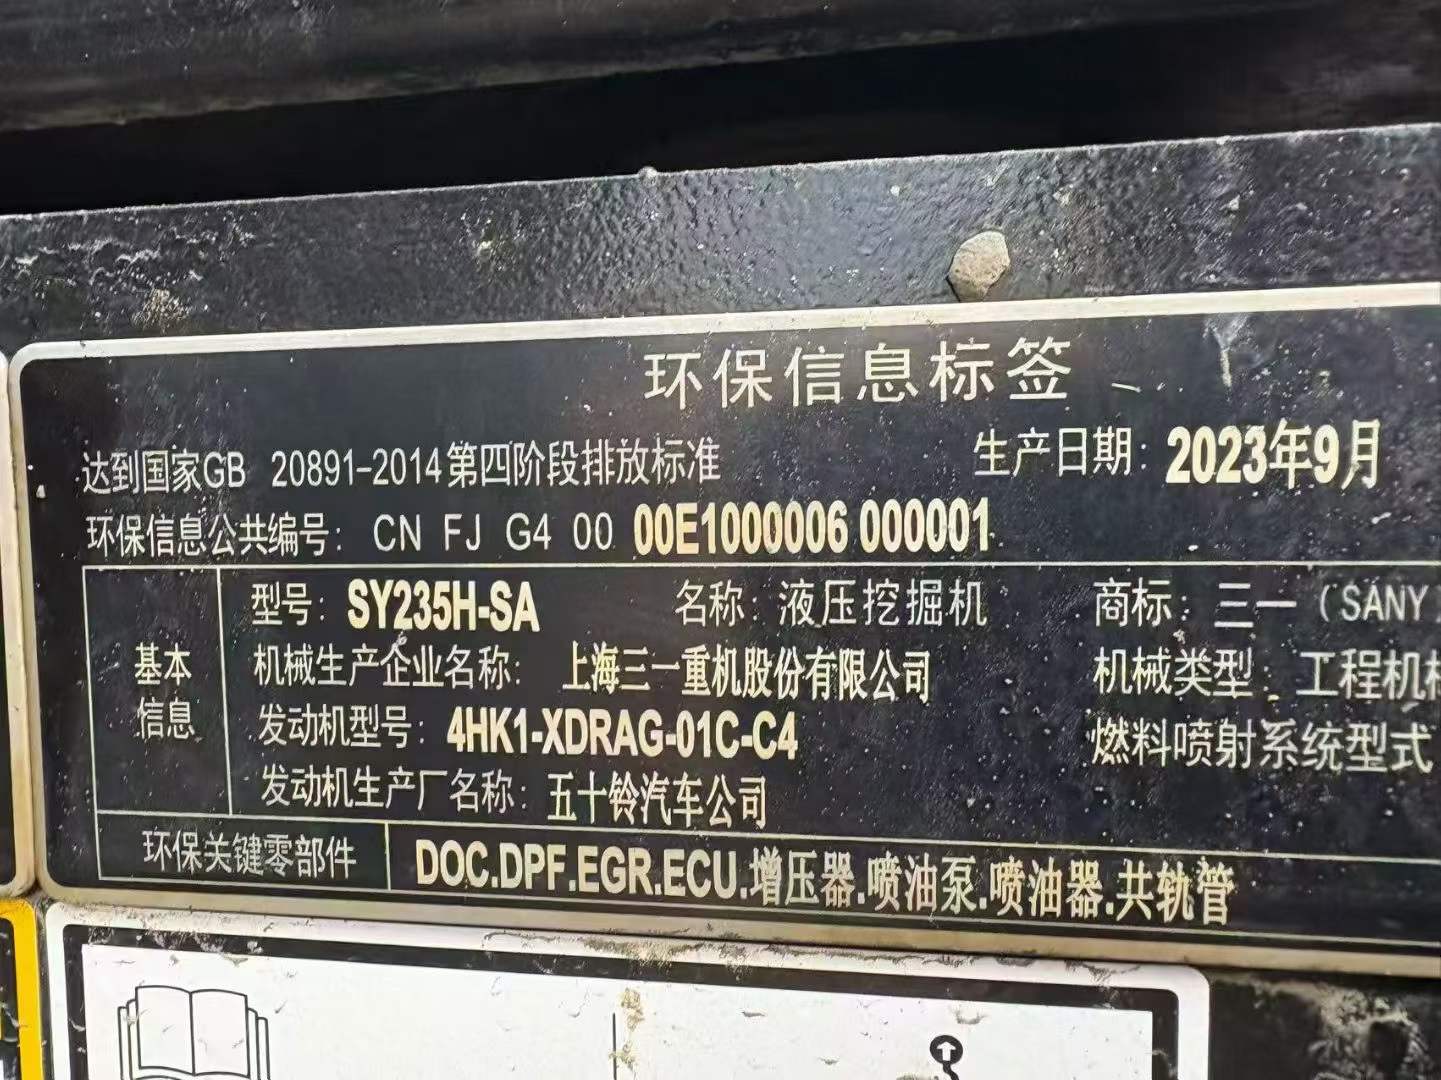 环保信息标签
达到国家GB 20891-2014第四阶段排放标准 生产日期: 2023年9月
环保信息公共编号: CN FJ G4 00 00E1000006 000001
基本信息
型号: SY235H-SA 名称: 液压挖掘机 商标: 三一 (SANY
机械生产企业名称: 上海三一重机股份有限公司 机械类型: 工程机械
发动机型号: 4HK1-XDRAG-01C-C4 燃料喷射系统型式
发动机生产厂名称: 五十铃汽车公司
环保关键零部件 DOC.DPF.EGR.ECU.增压器.喷油泵.喷油器.共轨管